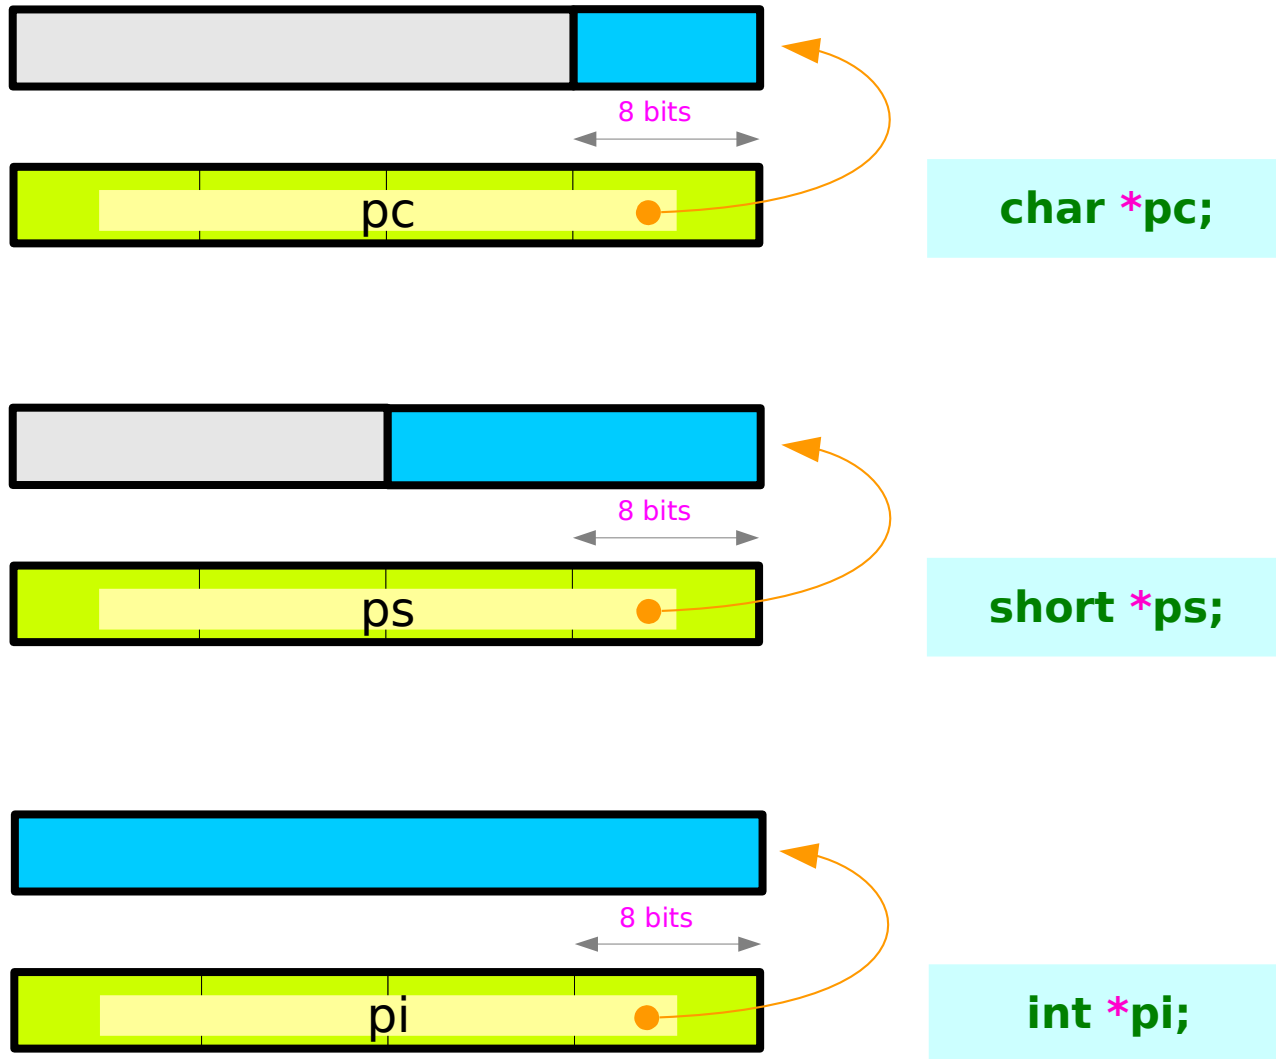 8 bits
pc
char *pc;
8 bits
ps
short *ps;
8 bits
pi
int *pi;